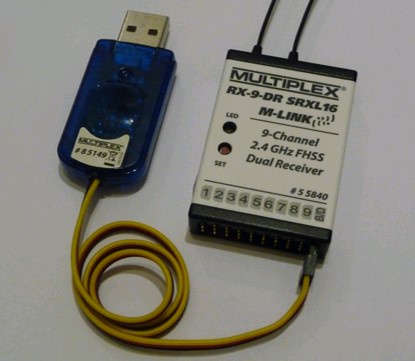 MULTIPLEX
# 85149
MULTIPLEX®
RX-9-DR SRXL16
M-LINK
LED
9-Channel
2.4 GHz FHSS
Dual Receiver
SET
# 5 5840
1 2 3 4 5 6 7 8 9